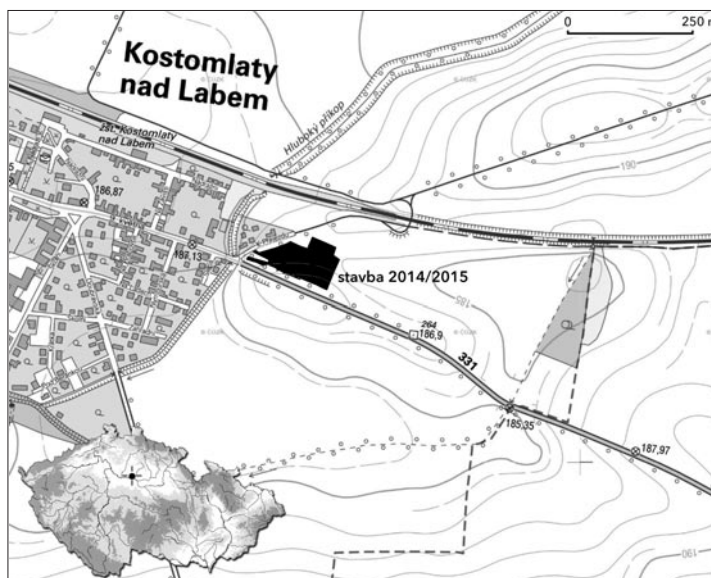 Kostomlaty
nad Labem
0 250 m
Hluboký příkop
žst. Kostomlaty
nad Labem
190
186,87
187,13
stavba 2014/2015
185
264
186,9
331
185,35
187,97
190